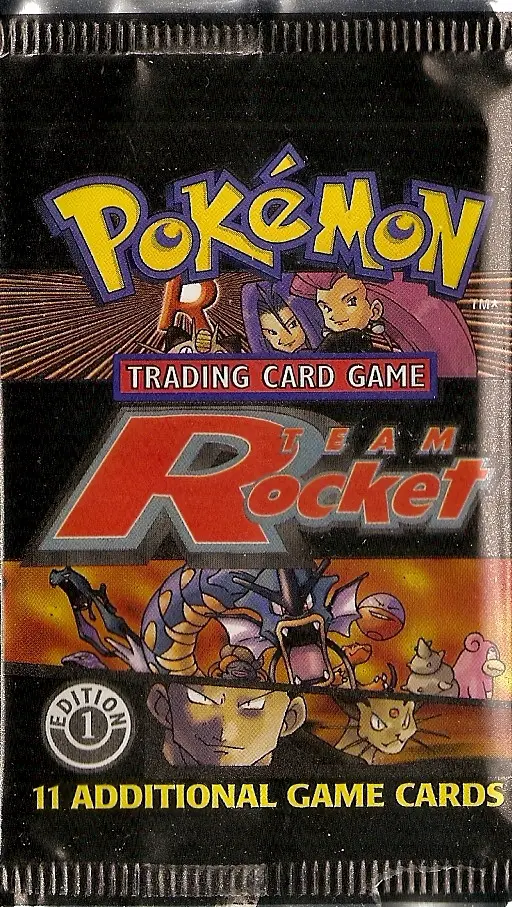 POKéMON
TM*
R
TRADING CARD GAME
TEAM
Rocket
EDITION
1
11 ADDITIONAL GAME CARDS